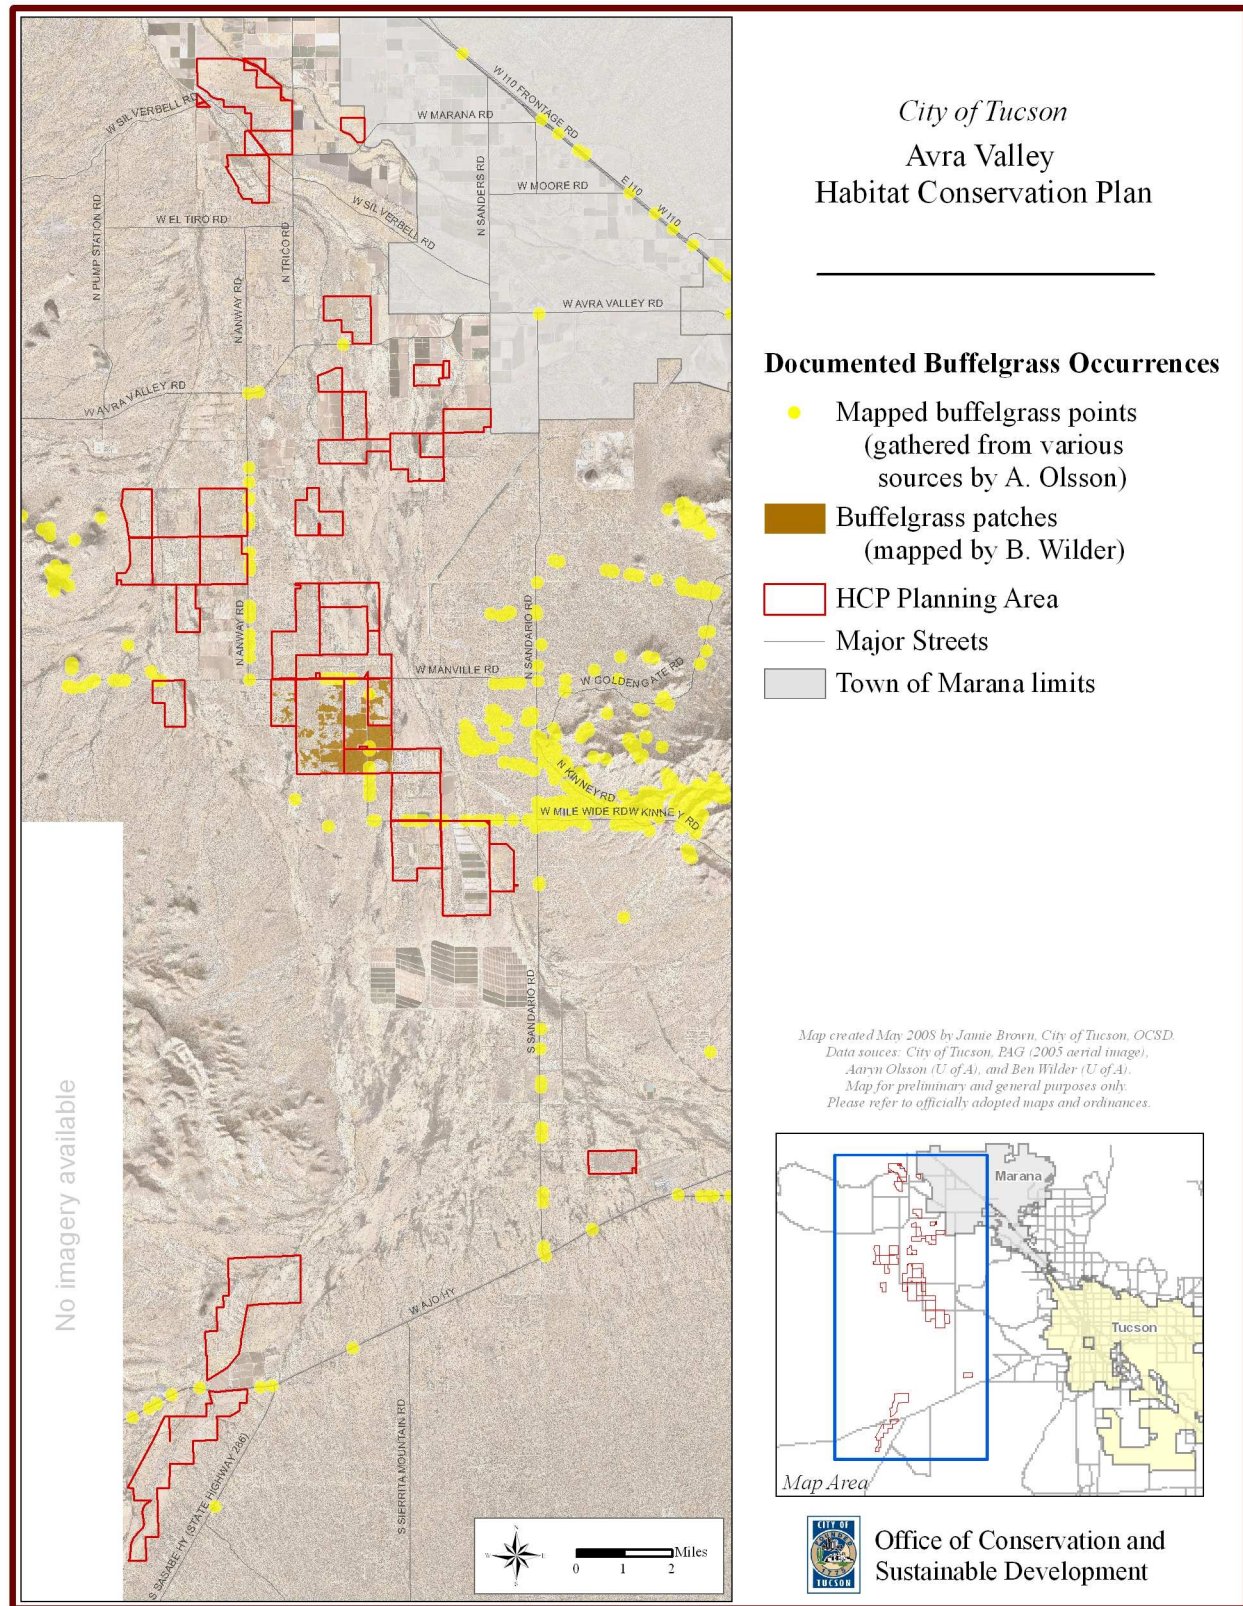 City of Tucson
Avra Valley
Habitat Conservation Plan
Documented Buffelgrass Occurrences
Mapped buffelgrass points
(gathered from various
sources by A. Olsson)
Buffelgrass patches
(mapped by B. Wilder)
HCP Planning Area
Major Streets
Town of Marana limits
Map created May 2008 by Jamie Brown, City of Tucson, OCSD.
Data souces: City of Tucson, PAG (2005 aerial image),
Aaryn Olsson (U of A), and Ben Wilder (U of A).
Map for preliminary and general purposes only.
Please refer to officially adopted maps and ordinances.
Marana
Tucson
Map Area
CITY OF
FOUNDED
1775
TUCSON
Office of Conservation and
Sustainable Development
W I10 FRONTAGE RD
W SILVERBELL RD
W MARANA RD
N SANDERS RD
W MOORE RD
E I10
W I10
N PUMP STATION RD
W EL TIRO RD
N TRICO RD
W SILVERBELL RD
N ANWAY RD
W AVRA VALLEY RD
W AVRA VALLEY RD
N ANWAY RD
N SANDARIO RD
W MANVILLE RD
W GOLDEN GATE RD
N KINNEY RD
W MILE WIDE RD
W KINNEY RD
S SANDARIO RD
No imagery available
W AJO HY
S SIERRITA MOUNTAIN RD
S SASABE HY (STATE HIGHWAY 286)
N
W
E
S
Miles
0 1 2